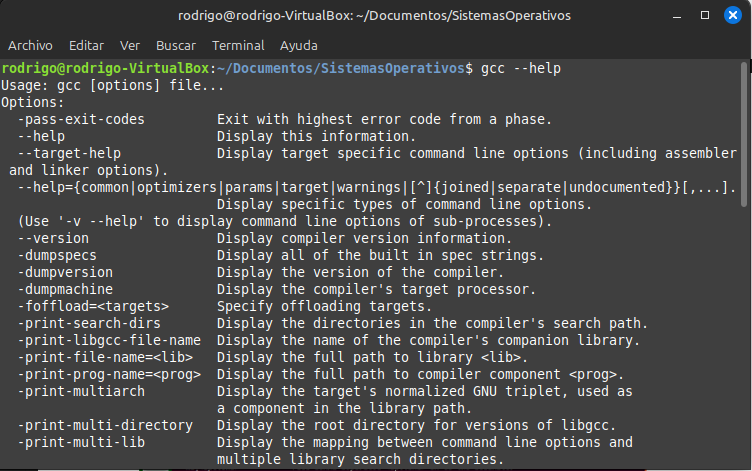 rodrigo@rodrigo-VirtualBox: ~/Documentos/SistemasOperativos
Archivo Editar Ver Buscar Terminal Ayuda
rodrigo@rodrigo-VirtualBox:~/Documentos/SistemasOperativos$ gcc --help
Usage: gcc [options] file...
Options:
  -pass-exit-codes         Exit with highest error code from a phase.
  --help                   Display this information.
  --target-help            Display target specific command line options (including assembler
 and linker options).
  --help={common|optimizers|params|target|warnings|[^]{joined|separate|undocumented}}[,...].
                           Display specific types of command line options.
  (Use '-v --help' to display command line options of sub-processes).
  --version                Display compiler version information.
  -dumpspecs               Display all of the built in spec strings.
  -dumpversion             Display the version of the compiler.
  -dumpmachine             Display the compiler's target processor.
  -foffload=<targets>      Specify offloading targets.
  -print-search-dirs       Display the directories in the compiler's search path.
  -print-libgcc-file-name  Display the name of the compiler's companion library.
  -print-file-name=<lib>   Display the full path to library <lib>.
  -print-prog-name=<prog>  Display the full path to compiler component <prog>.
  -print-multiarch         Display the target's normalized GNU triplet, used as
                           a component in the library path.
  -print-multi-directory   Display the root directory for versions of libgcc.
  -print-multi-lib         Display the mapping between command line options and
                           multiple library search directories.